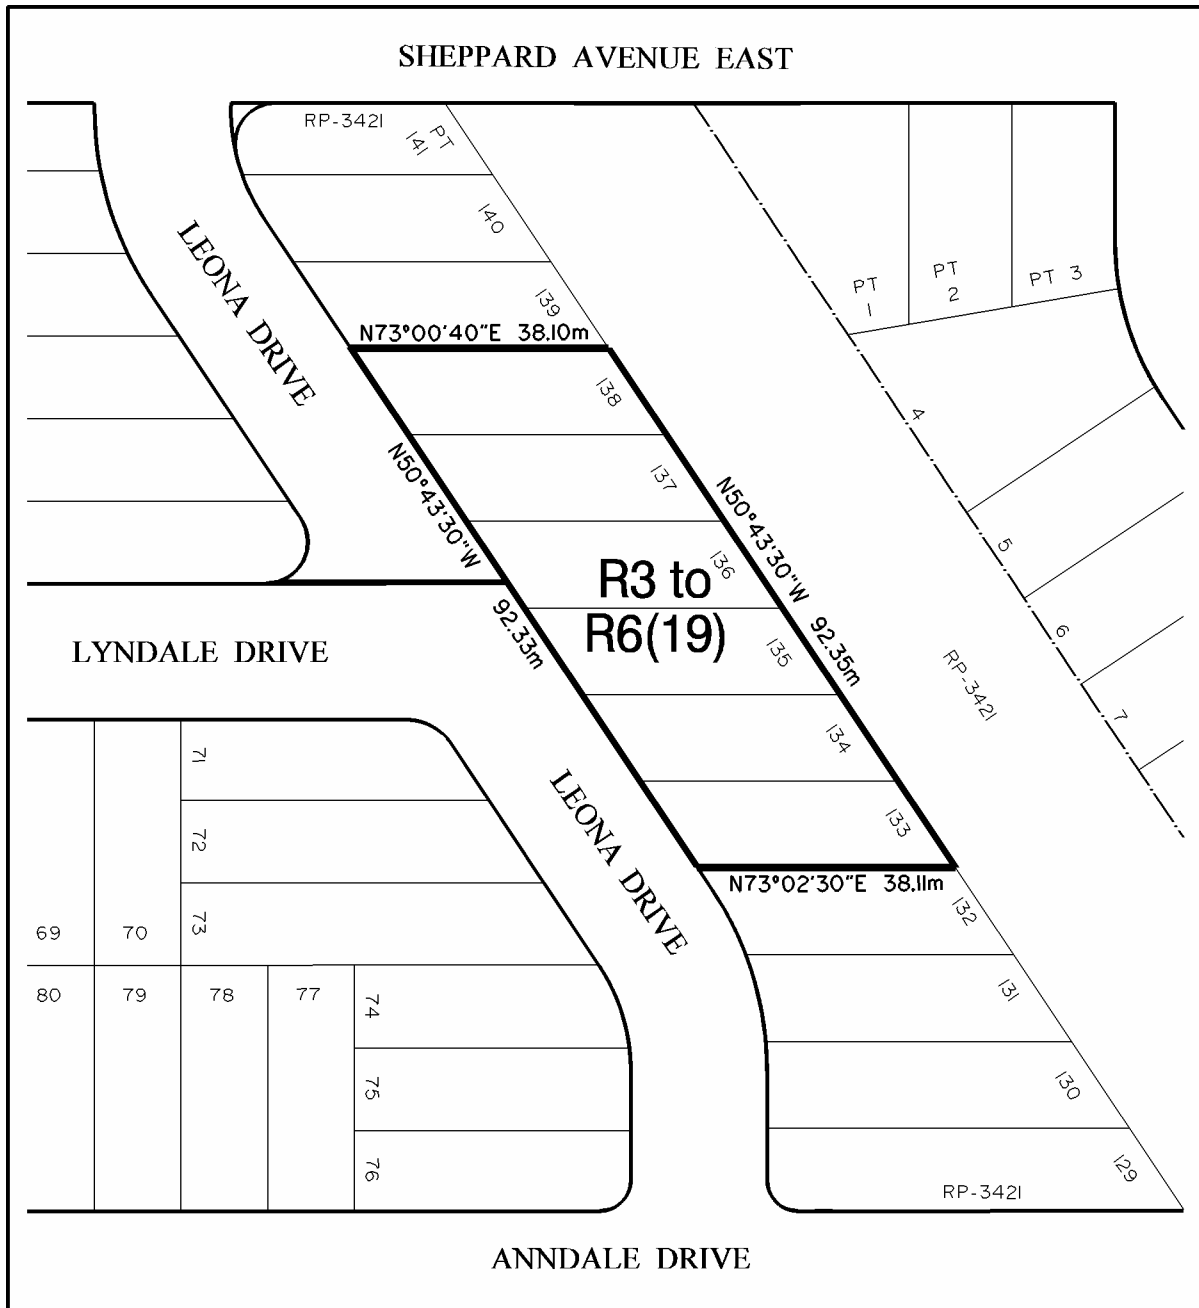 SHEPPARD AVENUE EAST
RP-3421
PT
141
140
139
LEONA DRIVE
PT
1
PT
2
PT 3
N73°00'40"E 38.10m
138
4
N50°43'30"W
92.33m
137
N50°43'30"W 92.35m
5
136
R3 to
R6(19)
6
LYNDALE DRIVE
135
RP-3421
7
134
71
LEONA DRIVE
133
72
N73°02'30"E 38.11m
132
73
69
70
80
79
78
77
74
131
75
130
76
129
RP-3421
ANNDALE DRIVE